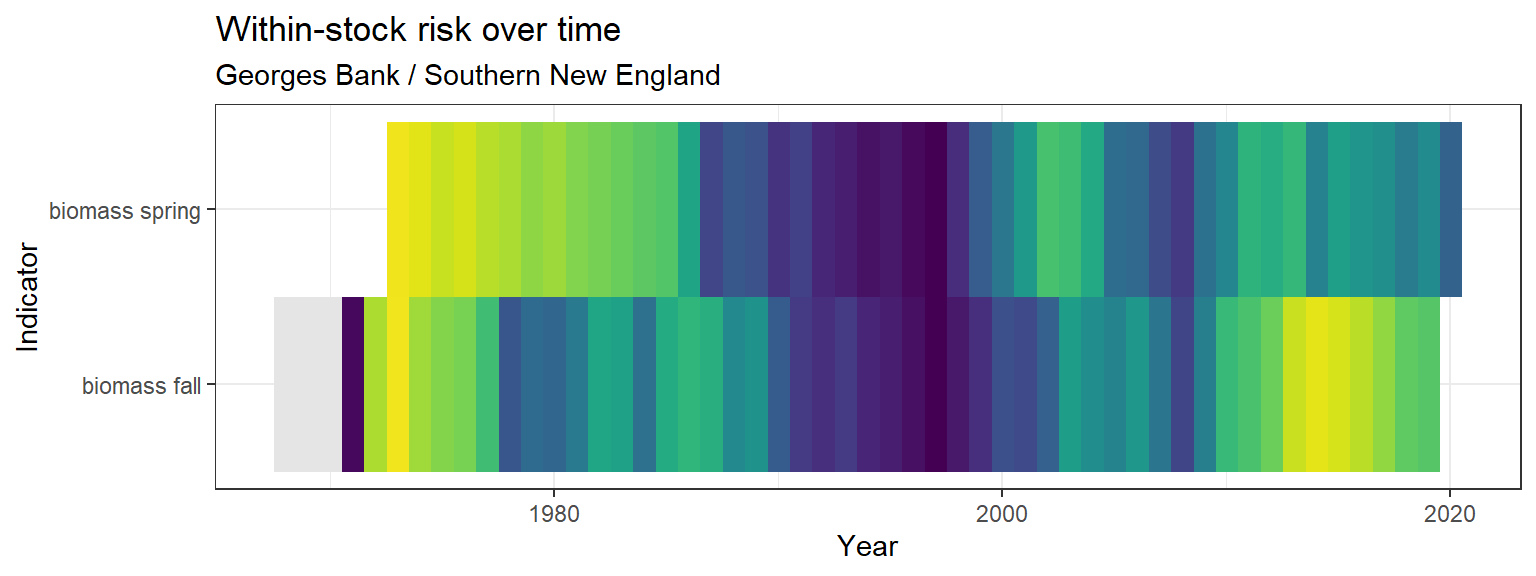 Within-stock risk over time
Georges Bank / Southern New England
Indicator
biomass spring
biomass fall
1980
2000
2020
Year